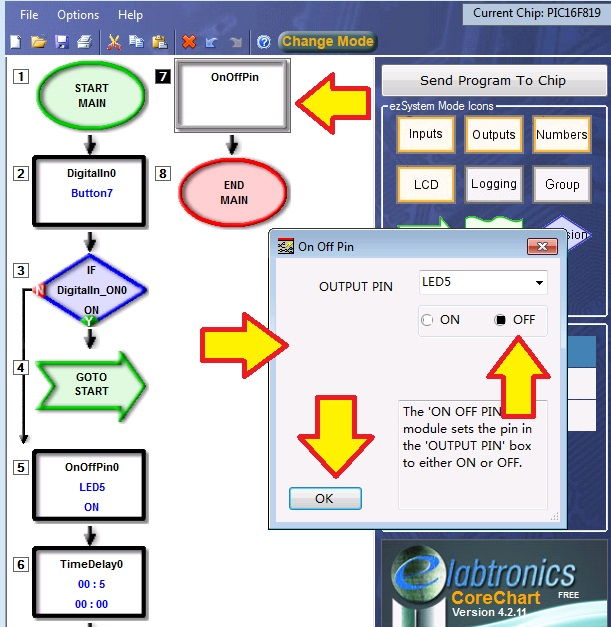 File Options Help
Current Chip: PIC16F819
Change Mode
1
START
MAIN
2
DigitalIn0
Button7
3
IF
DigitalIn_ON0
ON
N
Y
4
GOTO
START
5
OnOffPin0
LED5
ON
6
TimeDelay0
00 : 5
00 : 00
7
OnOffPin
8
END
MAIN
Send Program To Chip
ezSystem Mode Icons
Inputs Outputs Numbers
LCD Logging Group
On Off Pin
OUTPUT PIN
LED5
ON OFF
The 'ON OFF PIN
module sets the pin in
the 'OUTPUT PIN' box
to either ON or OFF.
OK
elabtronics
CoreChart FREE
Version 4.2.11